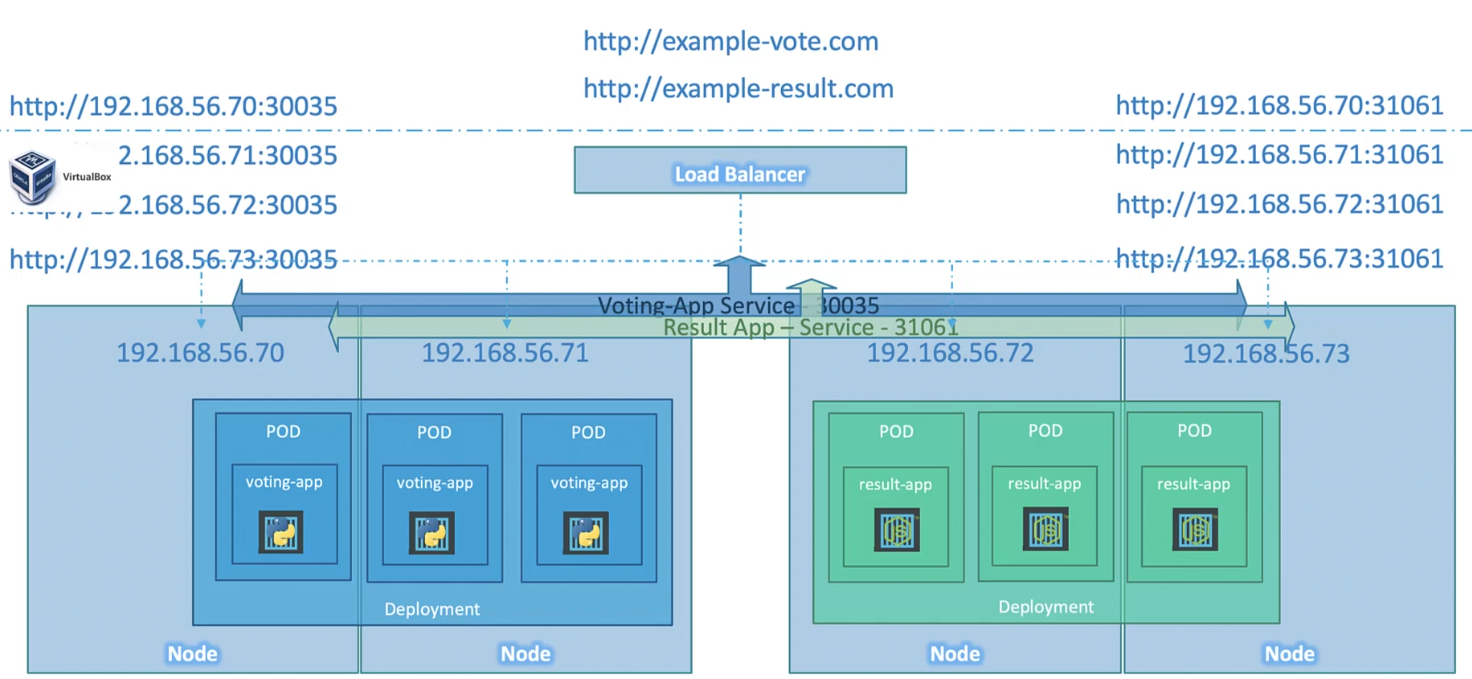 http://example-vote.com
http://example-result.com
http://192.168.56.70:30035
http://192.168.56.70:31061
2.168.56.71:30035
http://192.168.56.71:31061
VirtualBox
Load Balancer
2.168.56.72:30035
http://192.168.56.72:31061
http://192.168.56.73:30035
http://192.168.56.73:31061
Voting-App Service - 30035
Result App – Service - 31061
192.168.56.70
192.168.56.71
192.168.56.72
192.168.56.73
POD
POD
POD
POD
POD
POD
voting-app
voting-app
voting-app
result-app
result-app
result-app
JS
JS
JS
Deployment
Deployment
Node
Node
Node
Node